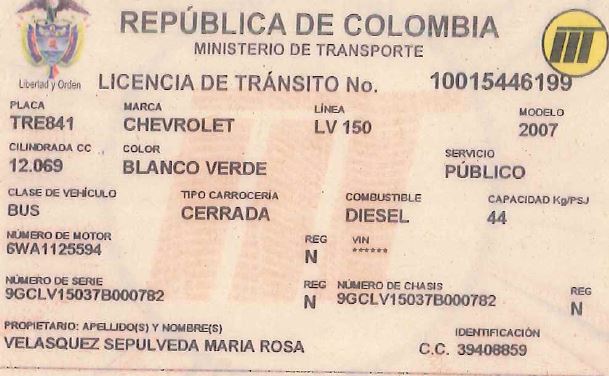 REPÚBLICA DE COLOMBIA
MINISTERIO DE TRANSPORTE
Libertad y Orden
LICENCIA DE TRÁNSITO No. 10015446199
PLACA MARCA LÍNEA MODELO
TRE841 CHEVROLET LV 150 2007
CILINDRADA CC COLOR SERVICIO
12.069 BLANCO VERDE PÚBLICO
CLASE DE VEHÍCULO TIPO CARROCERÍA COMBUSTIBLE CAPACIDAD Kg/PSJ
BUS CERRADA DIESEL 44
NÚMERO DE MOTOR REG VIN
6WA1125594 N ******
NÚMERO DE SERIE REG NÚMERO DE CHASIS REG
9GCLV15037B000782 N 9GCLV15037B000782 N
PROPIETARIO: APELLIDO(S) Y NOMBRE(S) IDENTIFICACIÓN
VELASQUEZ SEPULVEDA MARIA ROSA C.C. 39408859